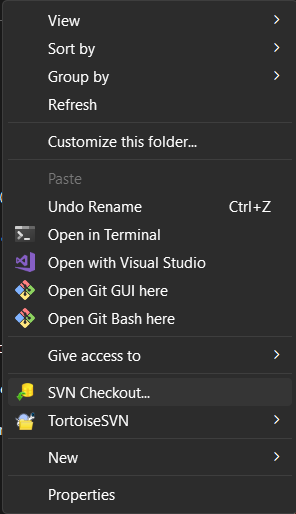 View
Sort by
Group by
Refresh
Customize this folder...
Paste
Undo Rename Ctrl+Z
Open in Terminal
Open with Visual Studio
Open Git GUI here
Open Git Bash here
Give access to
SVN Checkout...
TortoiseSVN
New
Properties